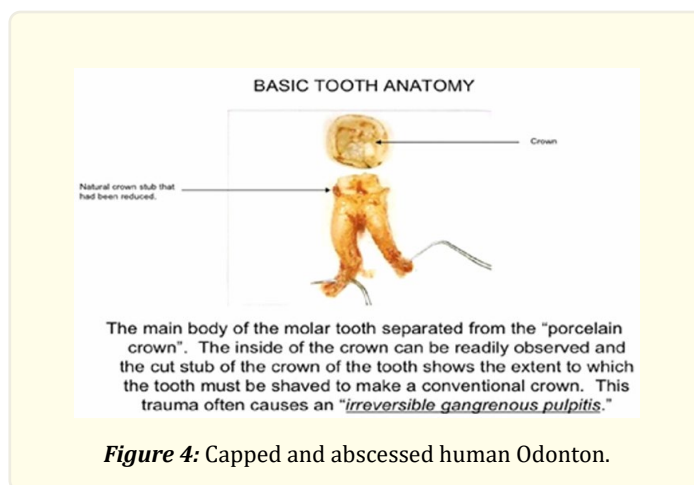 BASIC TOOTH ANATOMY
Crown
Natural crown stub that
had been reduced.
The main body of the molar tooth separated from the “porcelain
crown”. The inside of the crown can be readily observed and
the cut stub of the crown of the tooth shows the extent to which
the tooth must be shaved to make a conventional crown. This
trauma often causes an “irreversible gangrenous pulpitis.”
Figure 4: Capped and abscessed human Odonton.